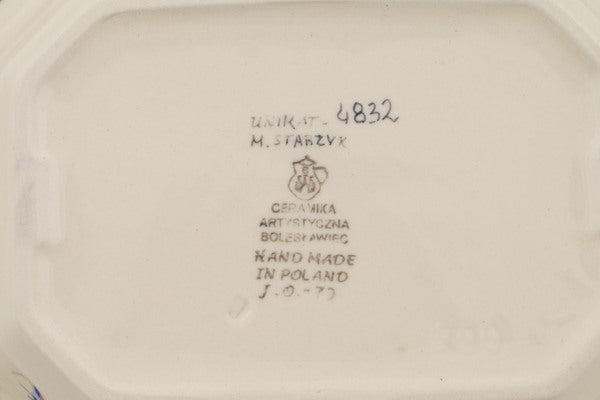 UNIKAT - 4832
M. STARZYK
CERAMIKA
ARTYSTYCZNA
BOLESŁAWIEC
HAND MADE
IN POLAND